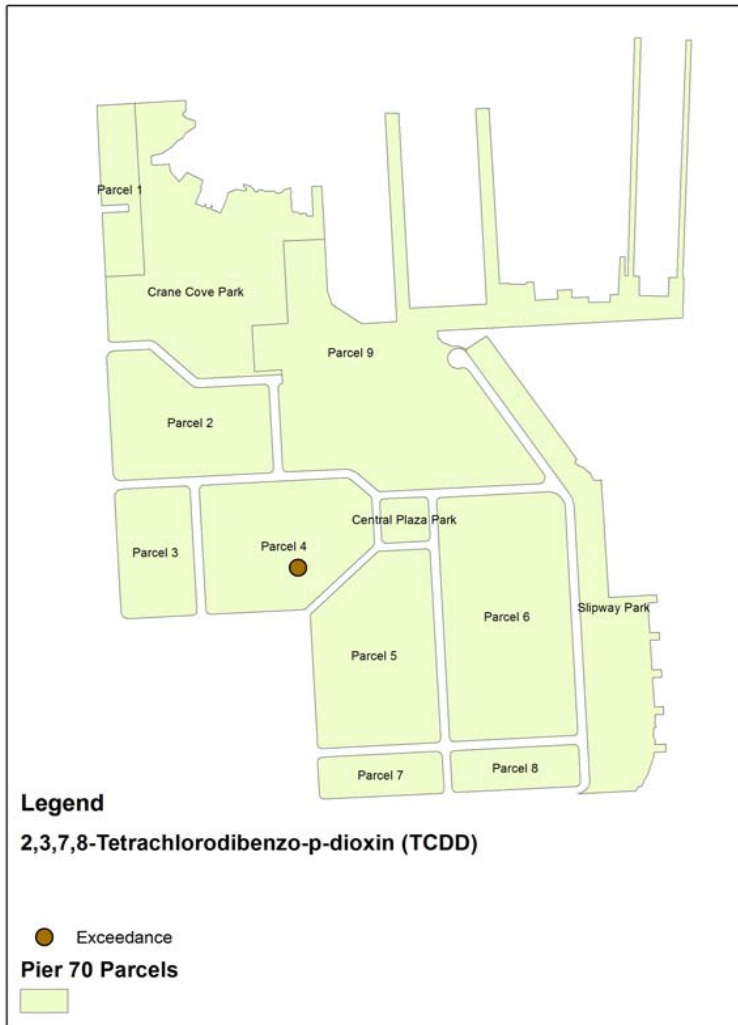 Parcel 1
Crane Cove Park
Parcel 9
Parcel 2
Central Plaza Park
Parcel 4
Parcel 3
Slipway Park
Parcel 6
Parcel 5
Parcel 8
Parcel 7
Legend
2,3,7,8-Tetrachlorodibenzo-p-dioxin (TCDD)
Exceedance
Pier 70 Parcels